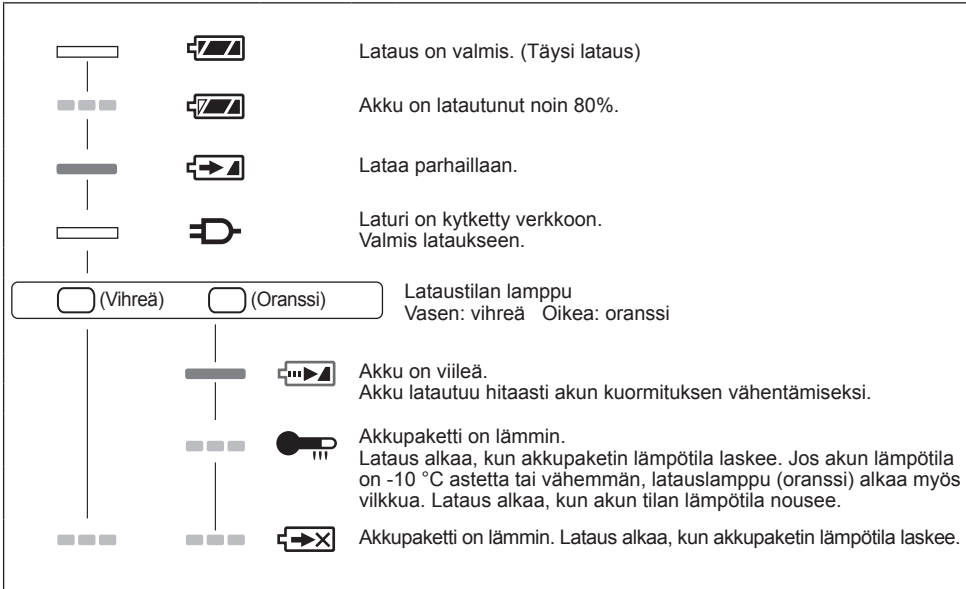 Lataus on valmis. (Täysi lataus)
Akku on latautunut noin 80%.
Lataa parhaillaan.
Laturi on kytketty verkkoon.
Valmis lataukseen.
(Vihreä) (Oranssi) Lataustilan lamppu
Vasen: vihreä Oikea: oranssi
Akku on viileä.
Akku latautuu hitaasti akun kuormituksen vähentämiseksi.
Akkupaketti on lämmin.
Lataus alkaa, kun akkupaketin lämpötila laskee. Jos akun lämpötila
on -10 °C astetta tai vähemmän, latauslamppu (oranssi) alkaa myös
vilkkua. Lataus alkaa, kun akun tilan lämpötila nousee.
Akkupaketti on lämmin. Lataus alkaa, kun akkupaketin lämpötila laskee.